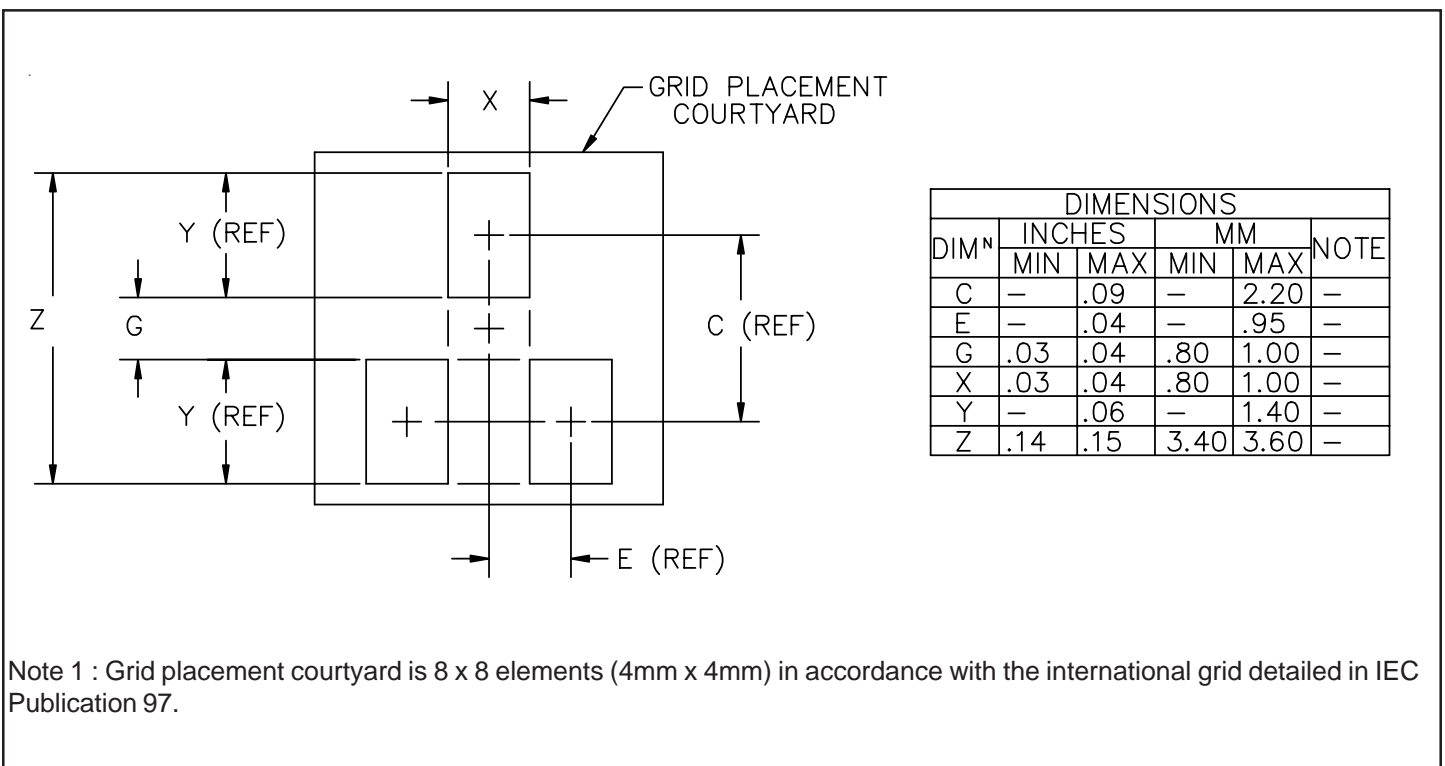 GRID PLACEMENT
COURTYARD
X
Y (REF)
Z
G
C (REF)
Y (REF)
E (REF)
DIMENSIONS
DIMᴺ INCHES MM NOTE
MIN MAX MIN MAX
C – .09 – 2.20 –
E – .04 – .95 –
G .03 .04 .80 1.00 –
X .03 .04 .80 1.00 –
Y – .06 – 1.40 –
Z .14 .15 3.40 3.60 –
Note 1 : Grid placement courtyard is 8 x 8 elements (4mm x 4mm) in accordance with the international grid detailed in IEC
Publication 97.